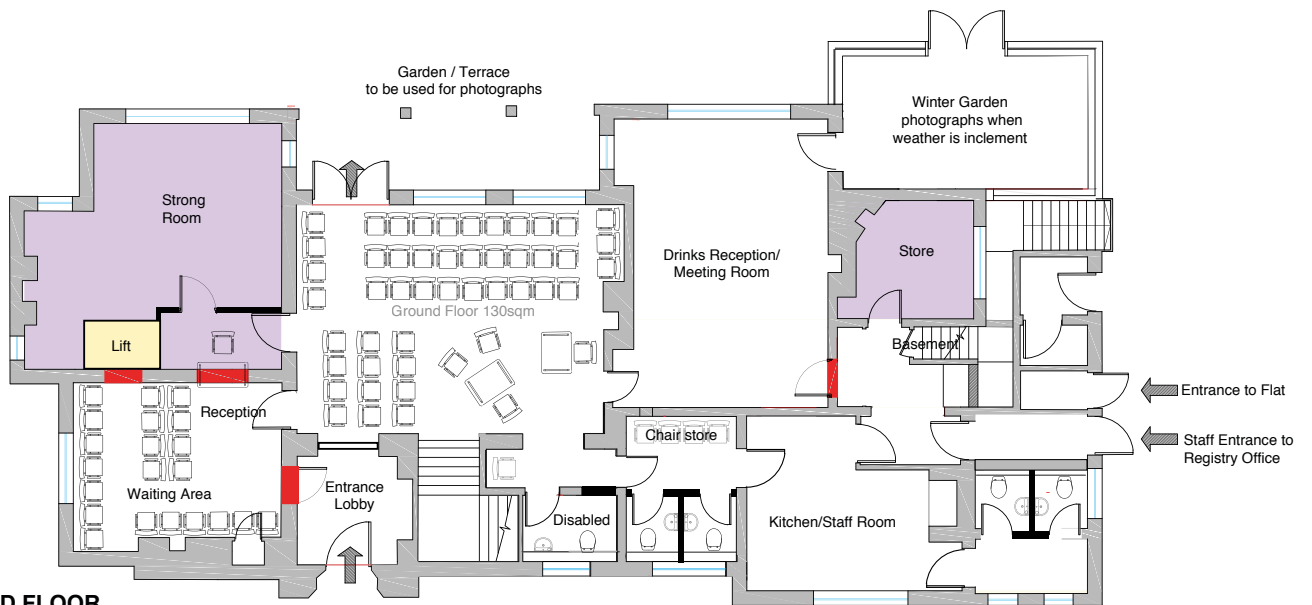 Garden / Terrace
to be used for photographs
Winter Garden
photographs when
weather is inclement
Strong
Room
Store
Drinks Reception/
Meeting Room
Ground Floor 130sqm
Lift
Basement
Reception
Entrance to Flat
Chair store
Staff Entrance to
Registry Office
Waiting Area
Entrance
Lobby
Disabled
Kitchen/Staff Room
D FLOOR